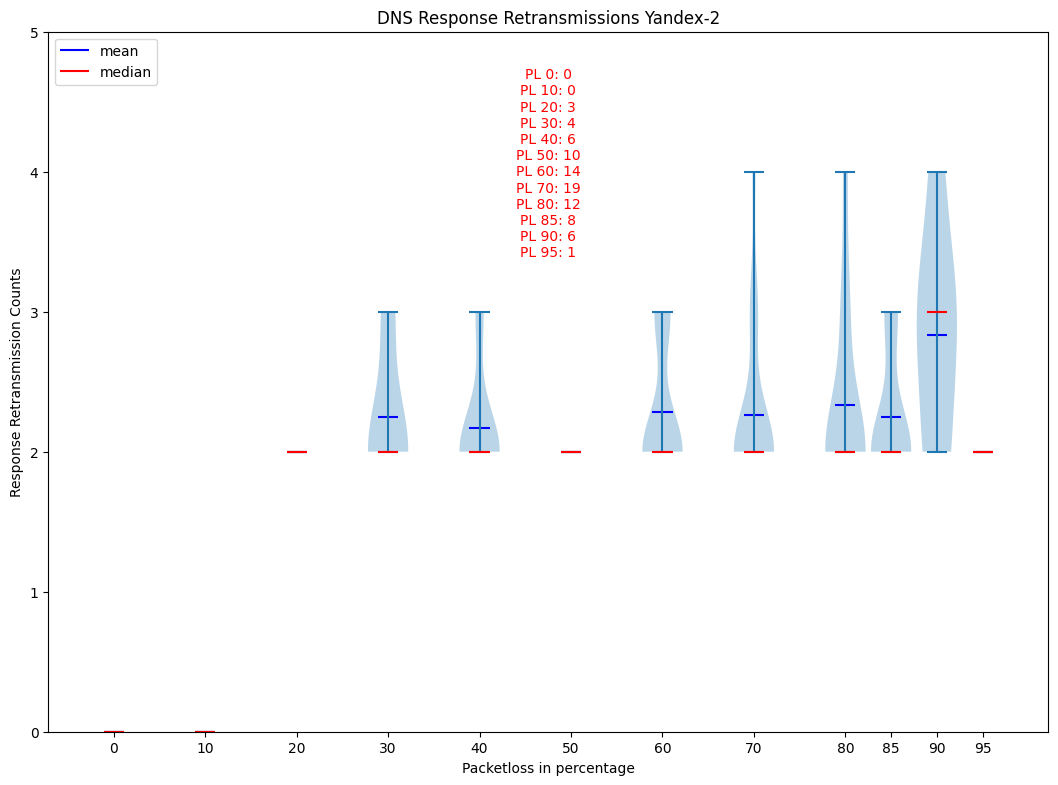 DNS Response Retransmissions Yandex-2
mean
median
PL 0: 0
PL 10: 0
PL 20: 3
PL 30: 4
PL 40: 6
PL 50: 10
PL 60: 14
PL 70: 19
PL 80: 12
PL 85: 8
PL 90: 6
PL 95: 1
Response Retransmission Counts
5
4
3
2
1
0
0 10 20 30 40 50 60 70 80 85 90 95
Packetloss in percentage